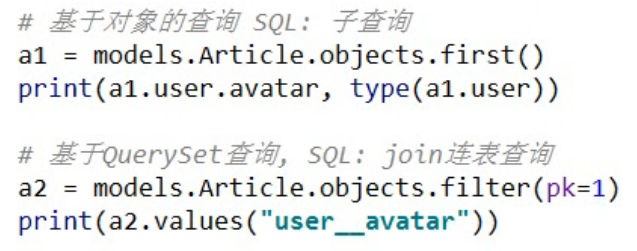 # 基于对象的查询 SQL: 子查询
a1 = models.Article.objects.first()
print(a1.user.avatar, type(a1.user))
# 基于QuerySet查询, SQL: join连表查询
a2 = models.Article.objects.filter(pk=1)
print(a2.values("user__avatar"))